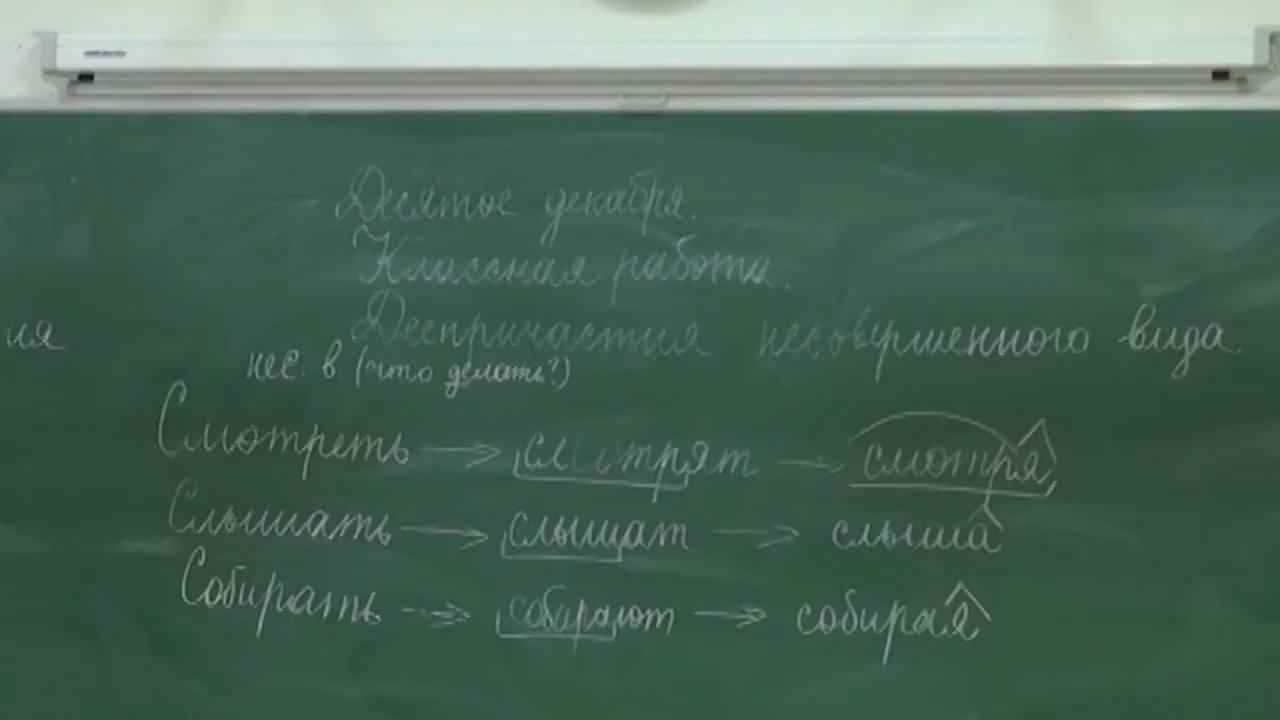 Десятое декабря.
Классная работа.
ия
Деепричастия несовершенного вида.
нес. в. (что делать?)
Смотреть → смотрят → смотря
Слышать → слышат → слыша
Собирать → собирают → собирая